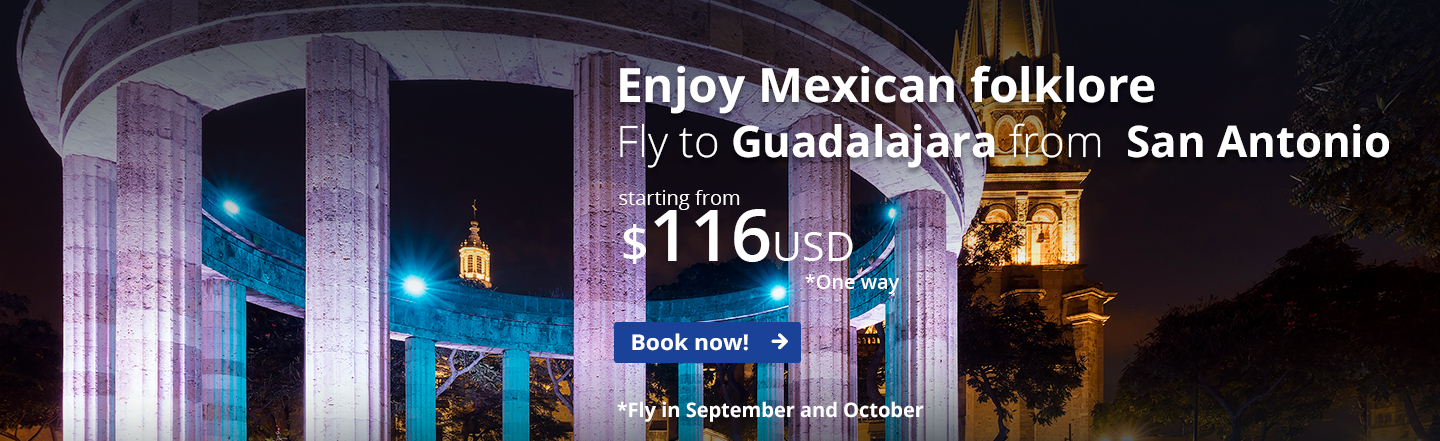 Enjoy Mexican folklore
Fly to Guadalajara from San Antonio
starting from
$116USD
*One way
Book now!
*Fly in September and October